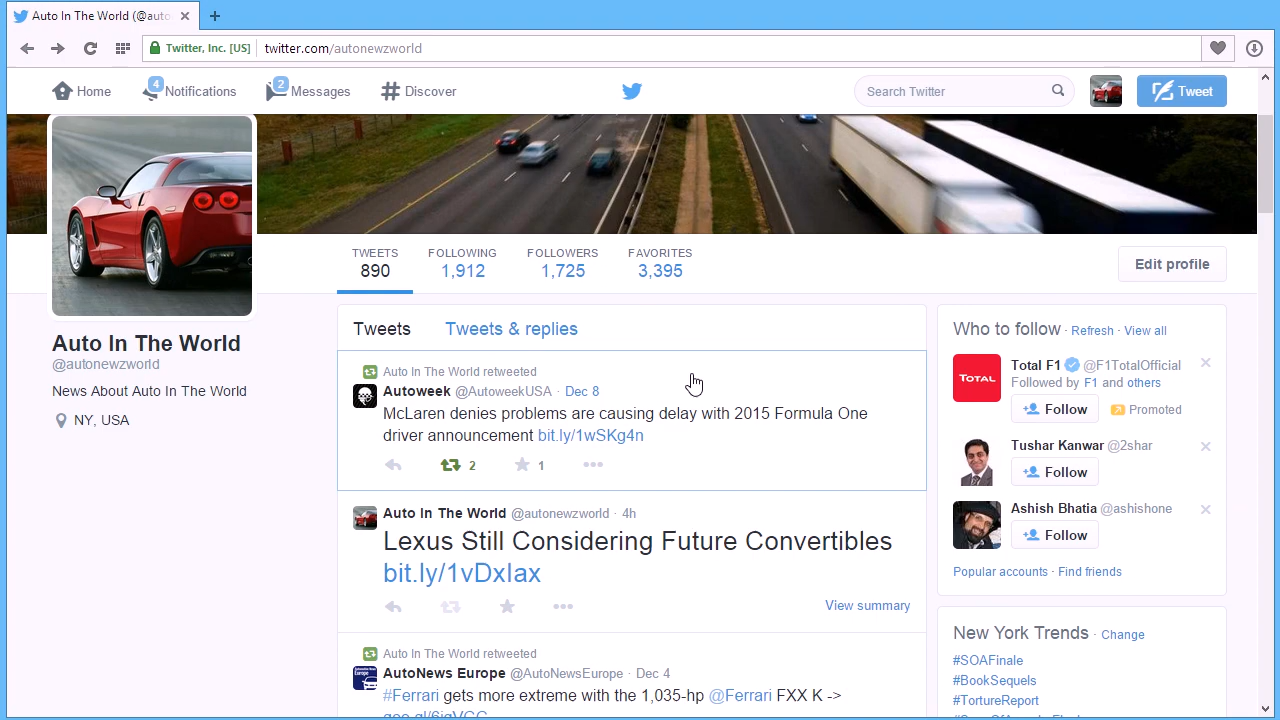 Auto In The World (@auto
Twitter, Inc. [US]
twitter.com/autonewzworld
Home
4
Notifications
2
Messages
Discover
Search Twitter
Tweet
TWEETS
890
FOLLOWING
1,912
FOLLOWERS
1,725
FAVORITES
3,395
Edit profile
Auto In The World
@autonewzworld
News About Auto In The World
NY, USA
Tweets
Tweets & replies
Auto In The World retweeted
Autoweek @AutoweekUSA · Dec 8
McLaren denies problems are causing delay with 2015 Formula One
driver announcement bit.ly/1wSKg4n
2
1
Auto In The World @autonewzworld · 4h
Lexus Still Considering Future Convertibles
bit.ly/1vDxIax
View summary
Auto In The World retweeted
AutoNews Europe @AutoNewsEurope · Dec 4
#Ferrari gets more extreme with the 1,035-hp @Ferrari FXX K ->
Who to follow · Refresh · View all
TOTAL
Total F1 @F1TotalOfficial
Followed by F1 and others
Follow
Promoted
Tushar Kanwar @2shar
Follow
Ashish Bhatia @ashishone
Follow
Popular accounts · Find friends
New York Trends · Change
#SOAFinale
#BookSequels
#TortureReport